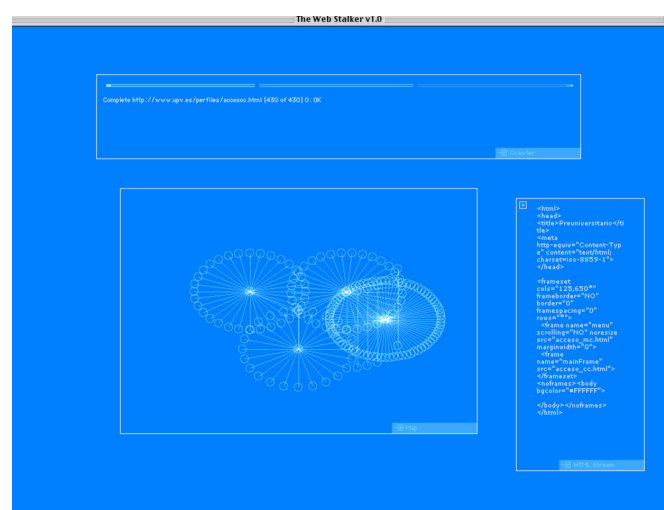 The Web Stalker v1.0
Complete http://www.upv.es/perfiles/accesoc.html [430 of 430] 0: OK
Crawler
Map
<html>
<head>
<title>Preuniversitario</ti
tle>
<meta
http-equiv="Content-Typ
e" content="text/html;
charset=iso-8859-1">
</head>
<frameset
cols="125,650*"
frameborder="NO"
border="0"
framespacing="0"
rows="*">
<frame name="menu"
scrolling="NO" noresize
src="acceso_mc.html"
marginwidth="0">
<frame
name="mainFrame"
src="acceso_cc.html">
</frameset>
<noframes><body
bgcolor="#FFFFFF">
</body></noframes>
</html>
HTML Stream